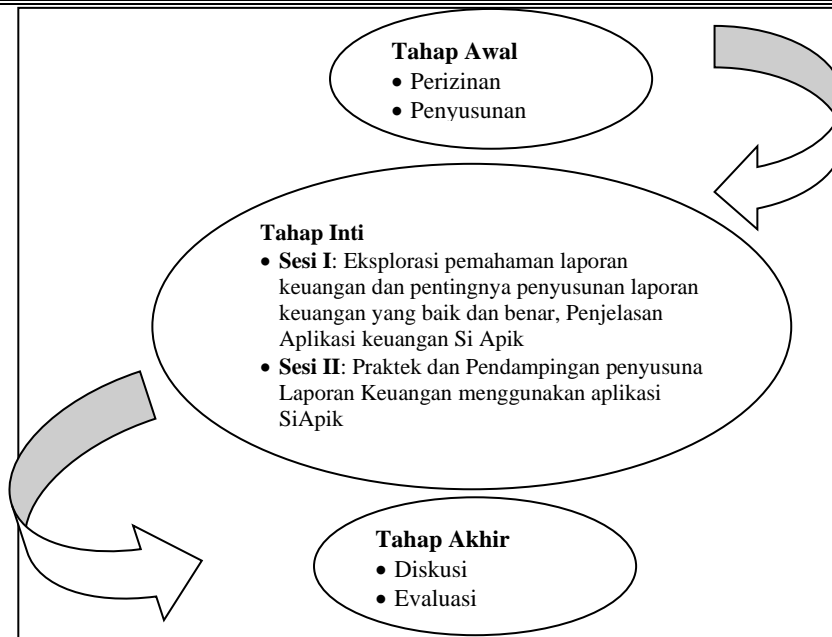 Tahap Awal
• Perizinan
• Penyusunan
Tahap Inti
• Sesi I: Eksplorasi pemahaman laporan
keuangan dan pentingnya penyusunan laporan
keuangan yang baik dan benar, Penjelasan
Aplikasi keuangan Si Apik
• Sesi II: Praktek dan Pendampingan penyusuna
Laporan Keuangan menggunakan aplikasi
SiApik
Tahap Akhir
• Diskusi
• Evaluasi